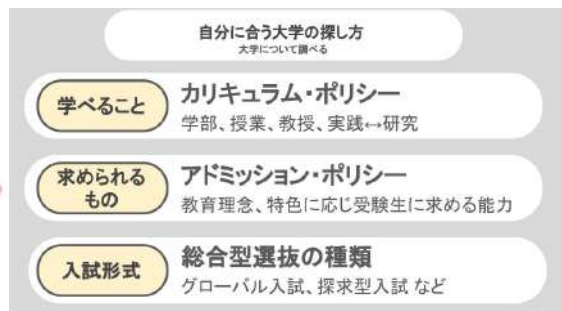 自分に合う大学の探し方
大学について調べる
学べること
カリキュラム・ポリシー
学部、授業、教授、実践↔研究
求められる
もの
アドミッション・ポリシー
教育理念、特色に応じ受験生に求める能力
入試形式
総合型選抜の種類
グローバル入試、探求型入試 など